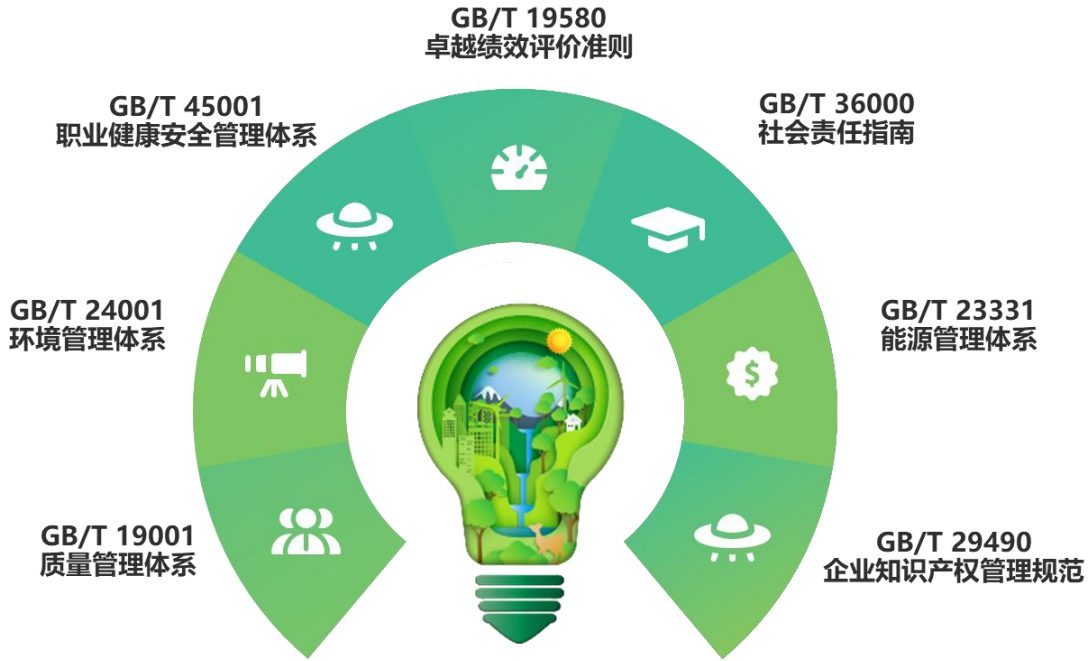 GB/T 19580
卓越绩效评价准则
GB/T 45001
职业健康安全管理体系
GB/T 36000
社会责任指南
GB/T 24001
环境管理体系
GB/T 23331
能源管理体系
$
GB/T 19001
质量管理体系
GB/T 29490
企业知识产权管理规范